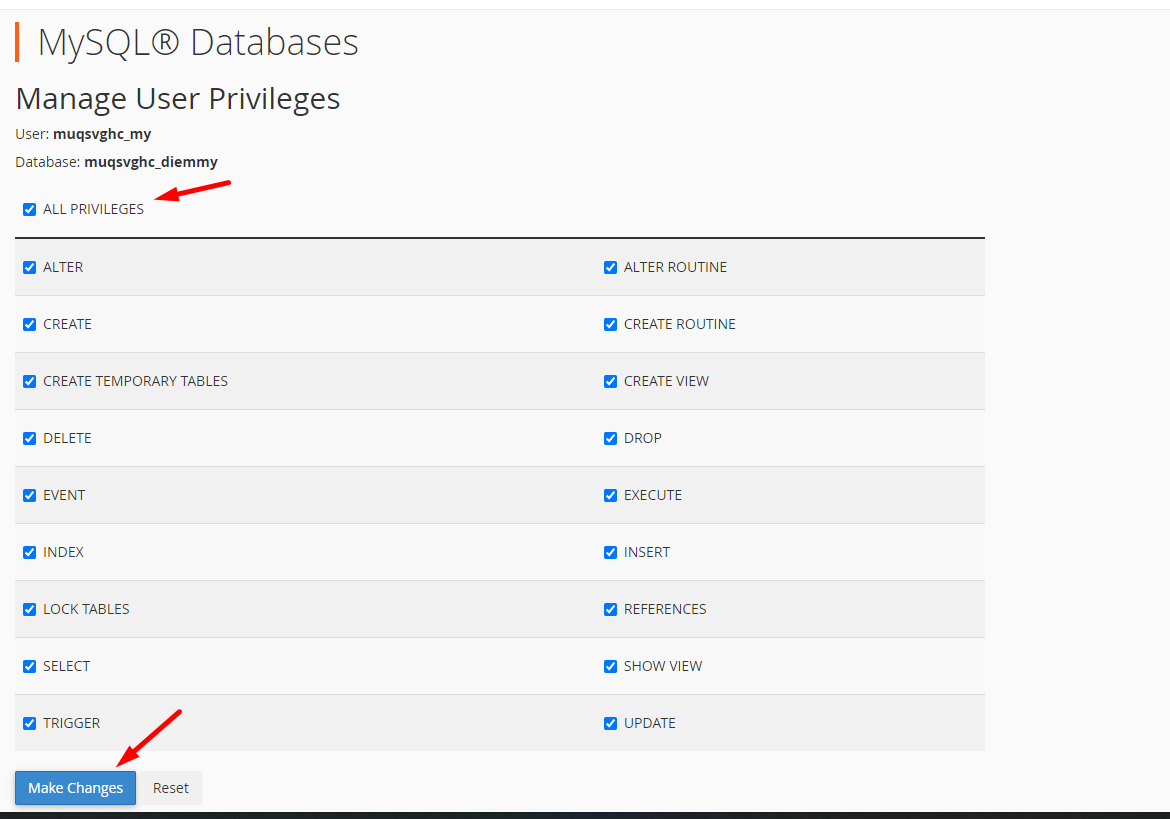 MySQL® Databases
Manage User Privileges
User: muqsvghc_my
Database: muqsvghc_diemmy
ALL PRIVILEGES
ALTER ALTER ROUTINE
CREATE CREATE ROUTINE
CREATE TEMPORARY TABLES CREATE VIEW
DELETE DROP
EVENT EXECUTE
INDEX INSERT
LOCK TABLES REFERENCES
SELECT SHOW VIEW
TRIGGER UPDATE
Make Changes Reset